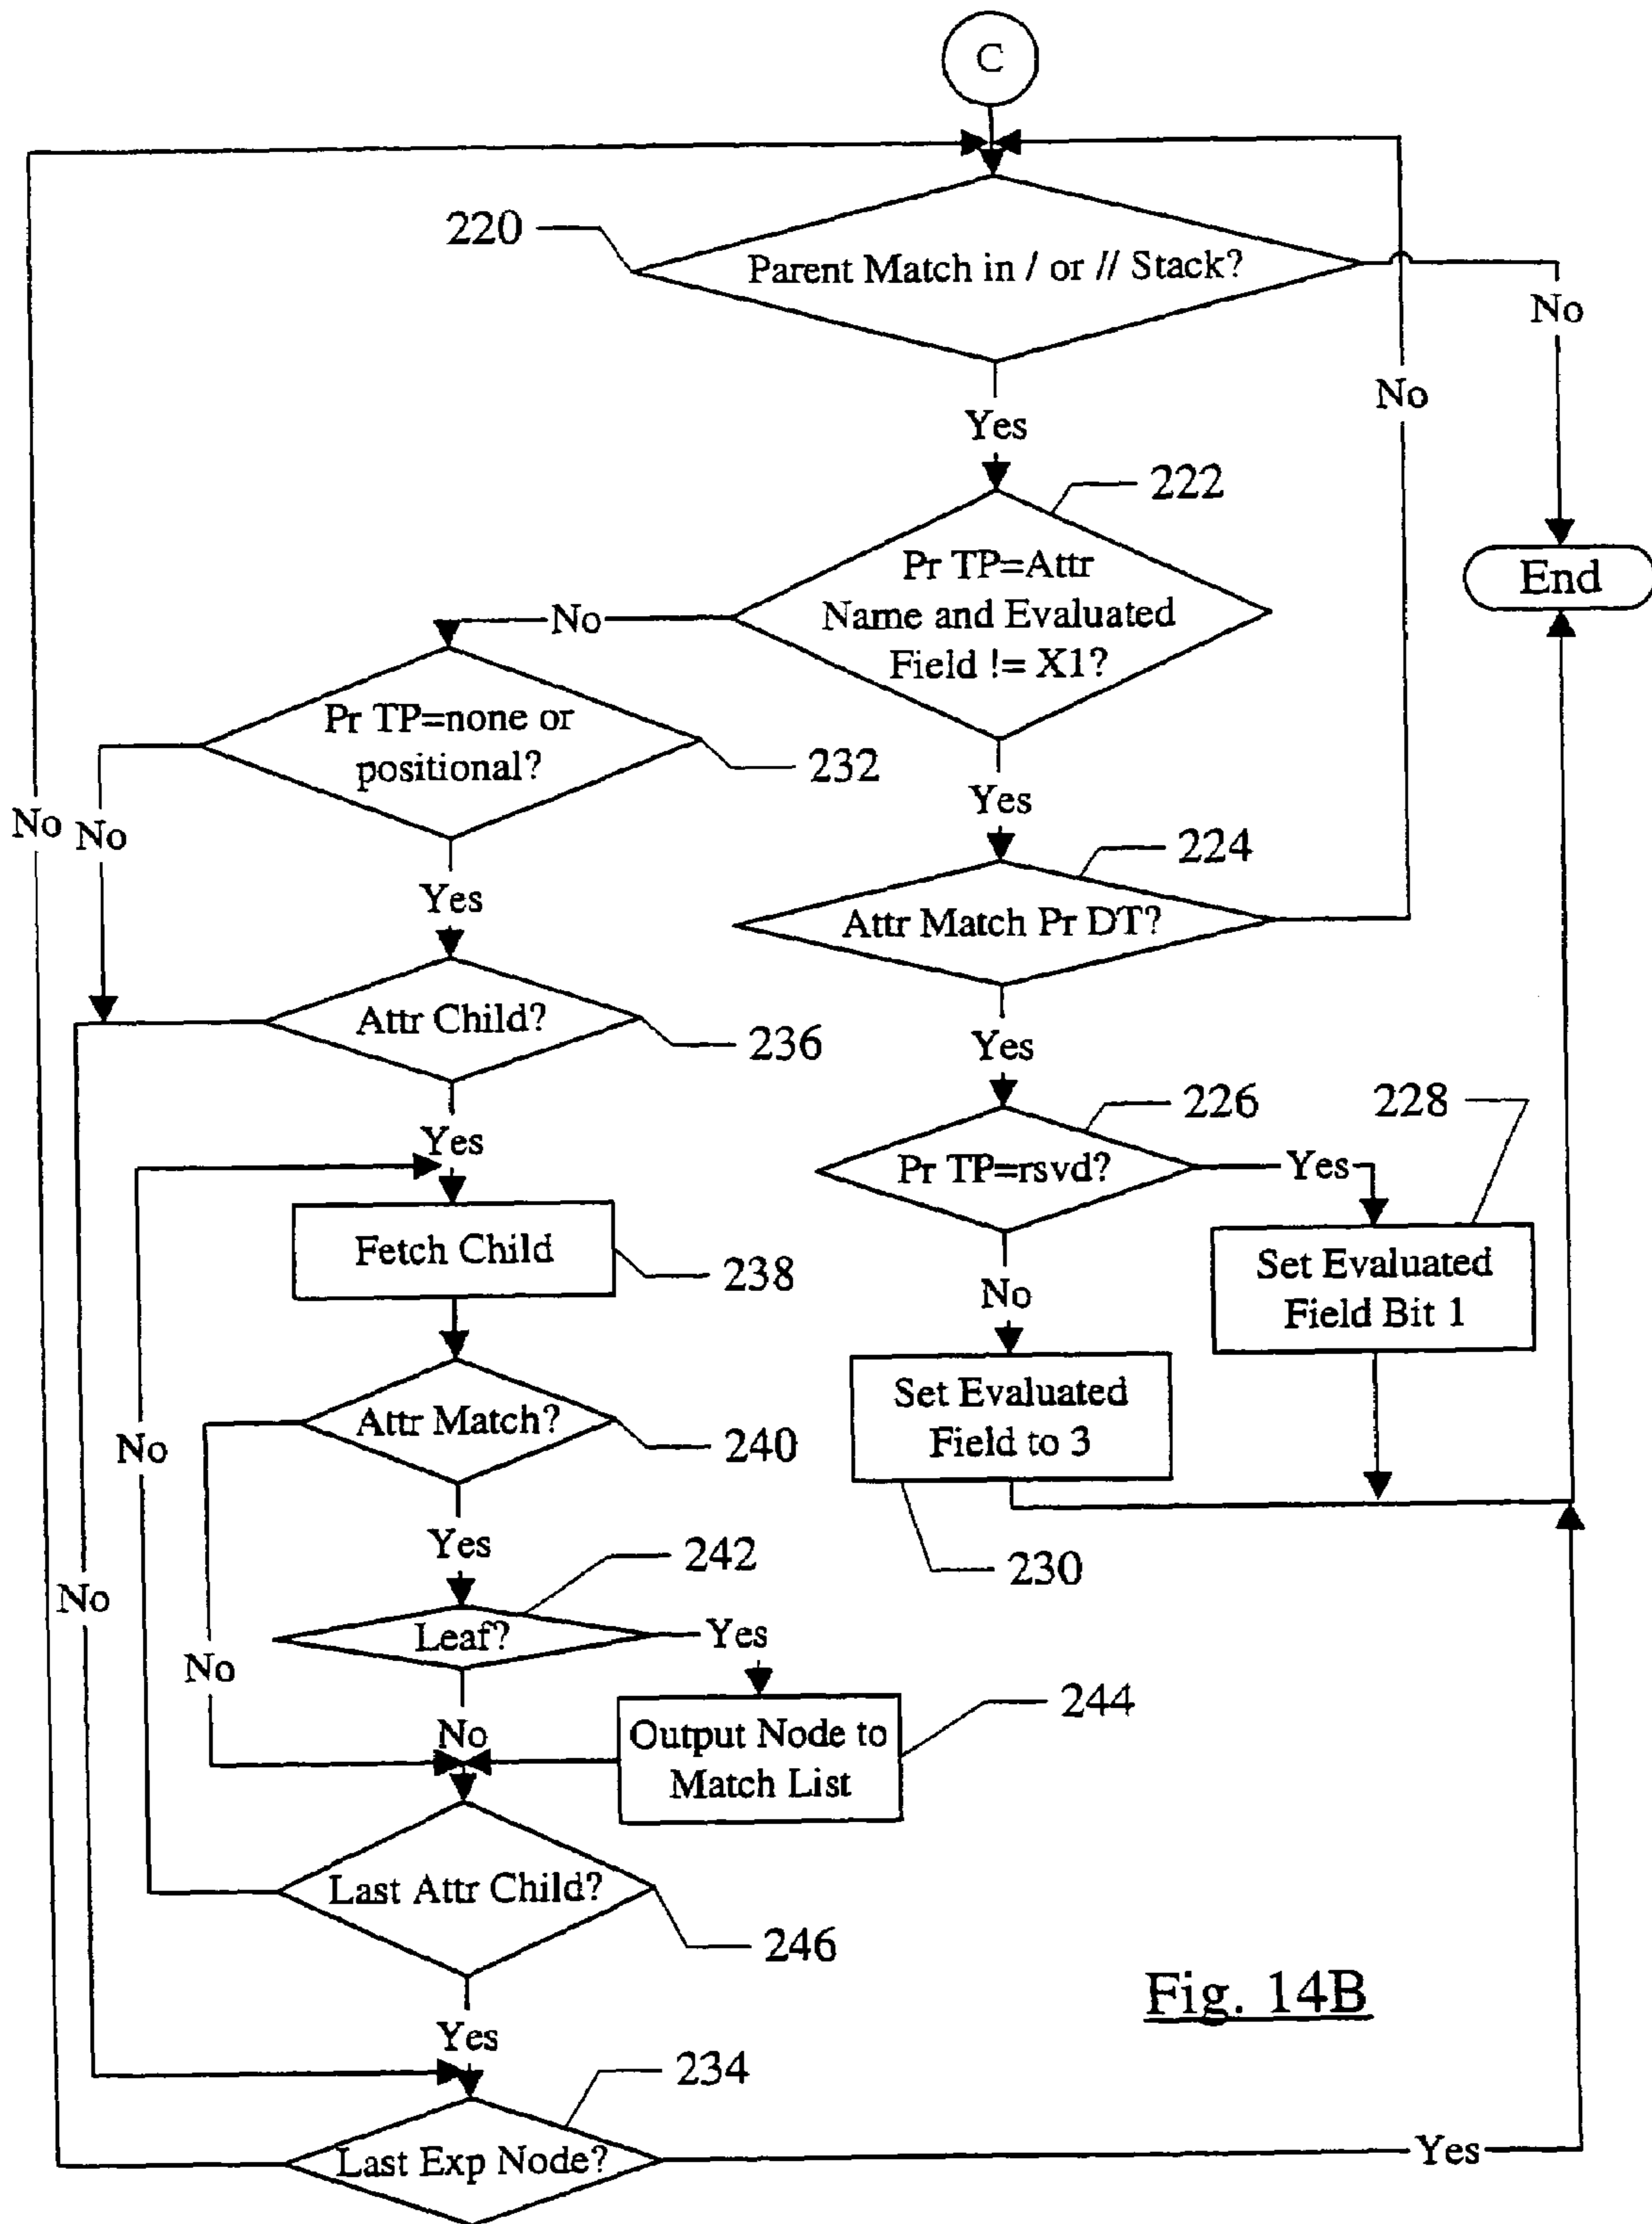 C
220
Parent Match in / or // Stack?
No
Yes
No
222
Pr TP=Attr
Name and Evaluated
Field != X1?
End
No
Pr TP=none or
positional?
232
Yes
No
No
224
Yes
Attr Match Pr DT?
Attr Child?
236
Yes
226
228
Yes
Pr TP=rsvd?
Yes
Fetch Child
238
Set Evaluated
Field Bit 1
No
Set Evaluated
Field to 3
Attr Match?
240
No
Yes
242
230
No
Leaf?
Yes
No
244
No
Output Node to
Match List
Last Attr Child?
246
Fig. 14B
Yes
234
Last Exp Node?
Yes